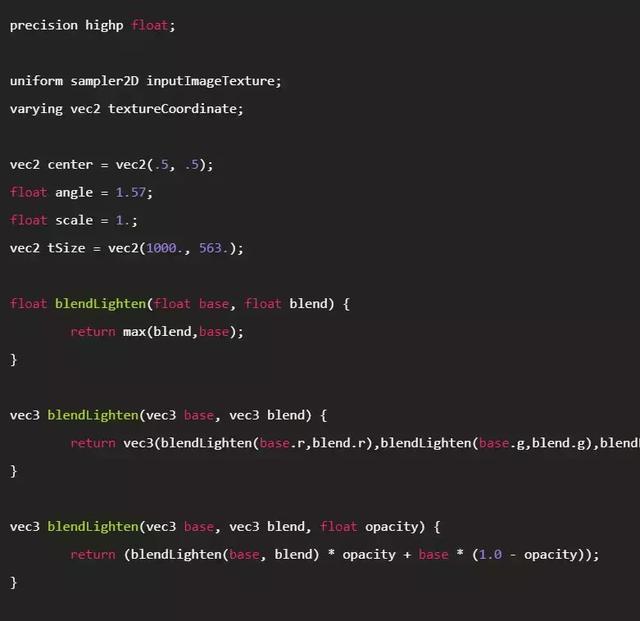 precision highp float;
uniform sampler2D inputImageTexture;
varying vec2 textureCoordinate;
vec2 center = vec2(.5, .5);
float angle = 1.57;
float scale = 1.;
vec2 tSize = vec2(1000., 563.);
float blendLighten(float base, float blend) {
return max(blend,base);
}
vec3 blendLighten(vec3 base, vec3 blend) {
return vec3(blendLighten(base.r,blend.r),blendLighten(base.g,blend.g),blend
}
vec3 blendLighten(vec3 base, vec3 blend, float opacity) {
return (blendLighten(base, blend) * opacity + base * (1.0 - opacity));
}